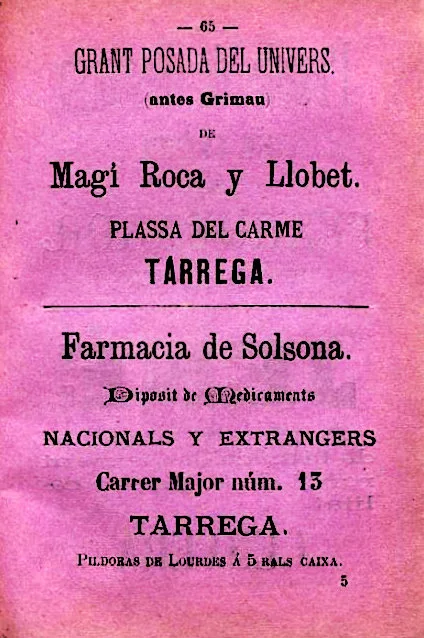 — 65 —
GRANT POSADA DEL UNIVERS.
(antes Grimau)
DE
Magí Roca y Llobet.
PLASSA DEL CARME
TÁRREGA.
Farmacia de Solsona.
Diposit de Medicaments
NACIONALS Y EXTRANGERS
Carrer Major núm. 13
TARREGA.
PILDORAS DE LOURDES Á 5 RALS CAIXA.
5